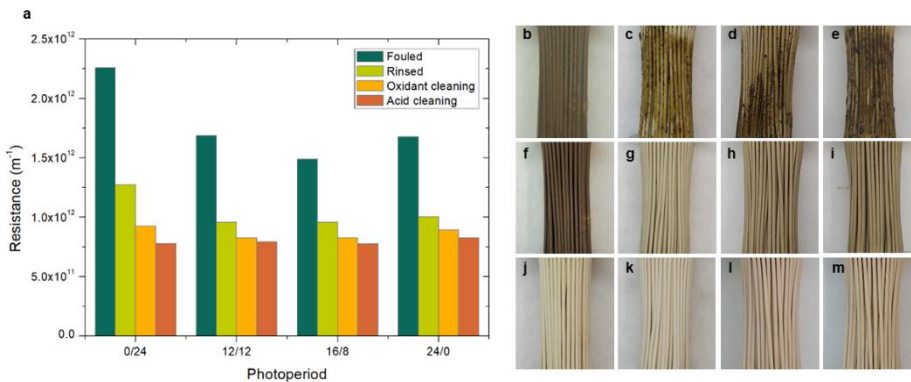 a
2.5x10¹²
2.0x10¹²
1.5x10¹²
1.0x10¹²
5.0x10¹¹
0.0
Resistance (m⁻¹)
Fouled
Rinsed
Oxidant cleaning
Acid cleaning
0/24 12/12 16/8 24/0
Photoperiod
b c d e
f g h i
j k l m